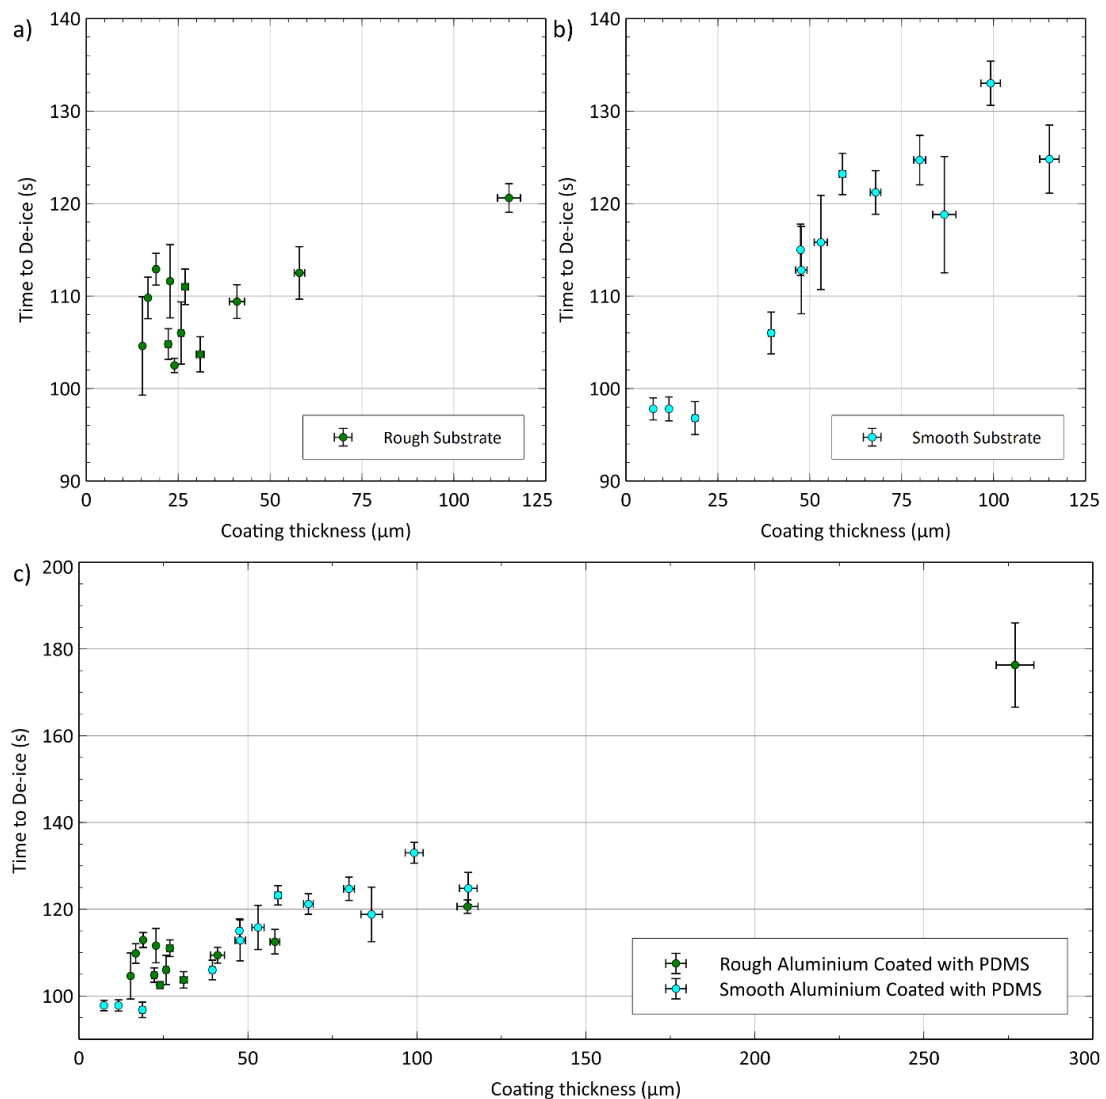 a)
140
130
120
110
100
90
Time to De-ice (s)
Rough Substrate
0 25 50 75 100 125
Coating thickness (µm)
b)
140
130
120
110
100
90
Time to De-ice (s)
Smooth Substrate
0 25 50 75 100 125
Coating thickness (µm)
c)
200
180
160
140
120
100
Time to De-ice (s)
Rough Aluminium Coated with PDMS
Smooth Aluminium Coated with PDMS
0 50 100 150 200 250 300
Coating thickness (µm)